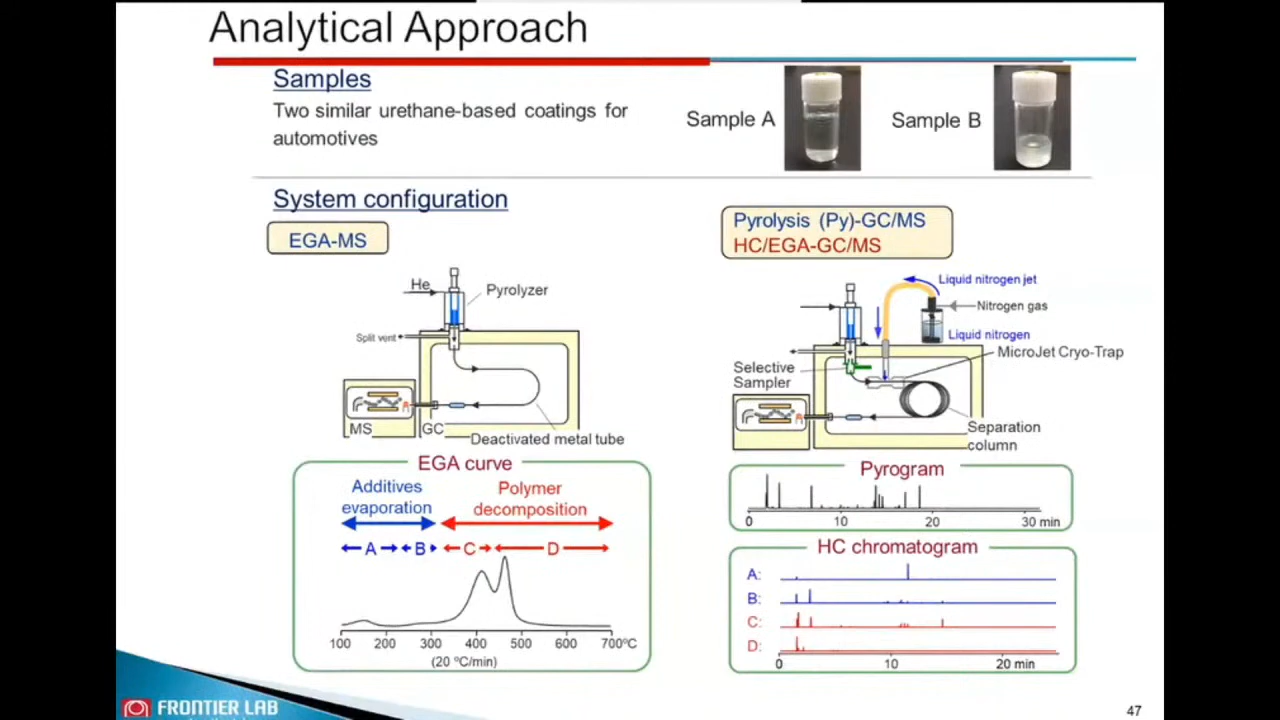 Analytical Approach
Samples
Two similar urethane-based coatings for
automotives
Sample A
Sample B
System configuration
EGA-MS
He
Pyrolyzer
Split vent
MS
GC
Deactivated metal tube
EGA curve
Additives
evaporation
Polymer
decomposition
A B C D
100 200 300 400 500 600 700ºC
(20 ºC/min)
Pyrolysis (Py)-GC/MS
HC/EGA-GC/MS
Liquid nitrogen jet
Nitrogen gas
Liquid nitrogen
MicroJet Cryo-Trap
Selective
Sampler
Separation
column
Pyrogram
0 10 20 30 min
HC chromatogram
A:
B:
C:
D:
0 10 20 min
FRONTIER LAB
47